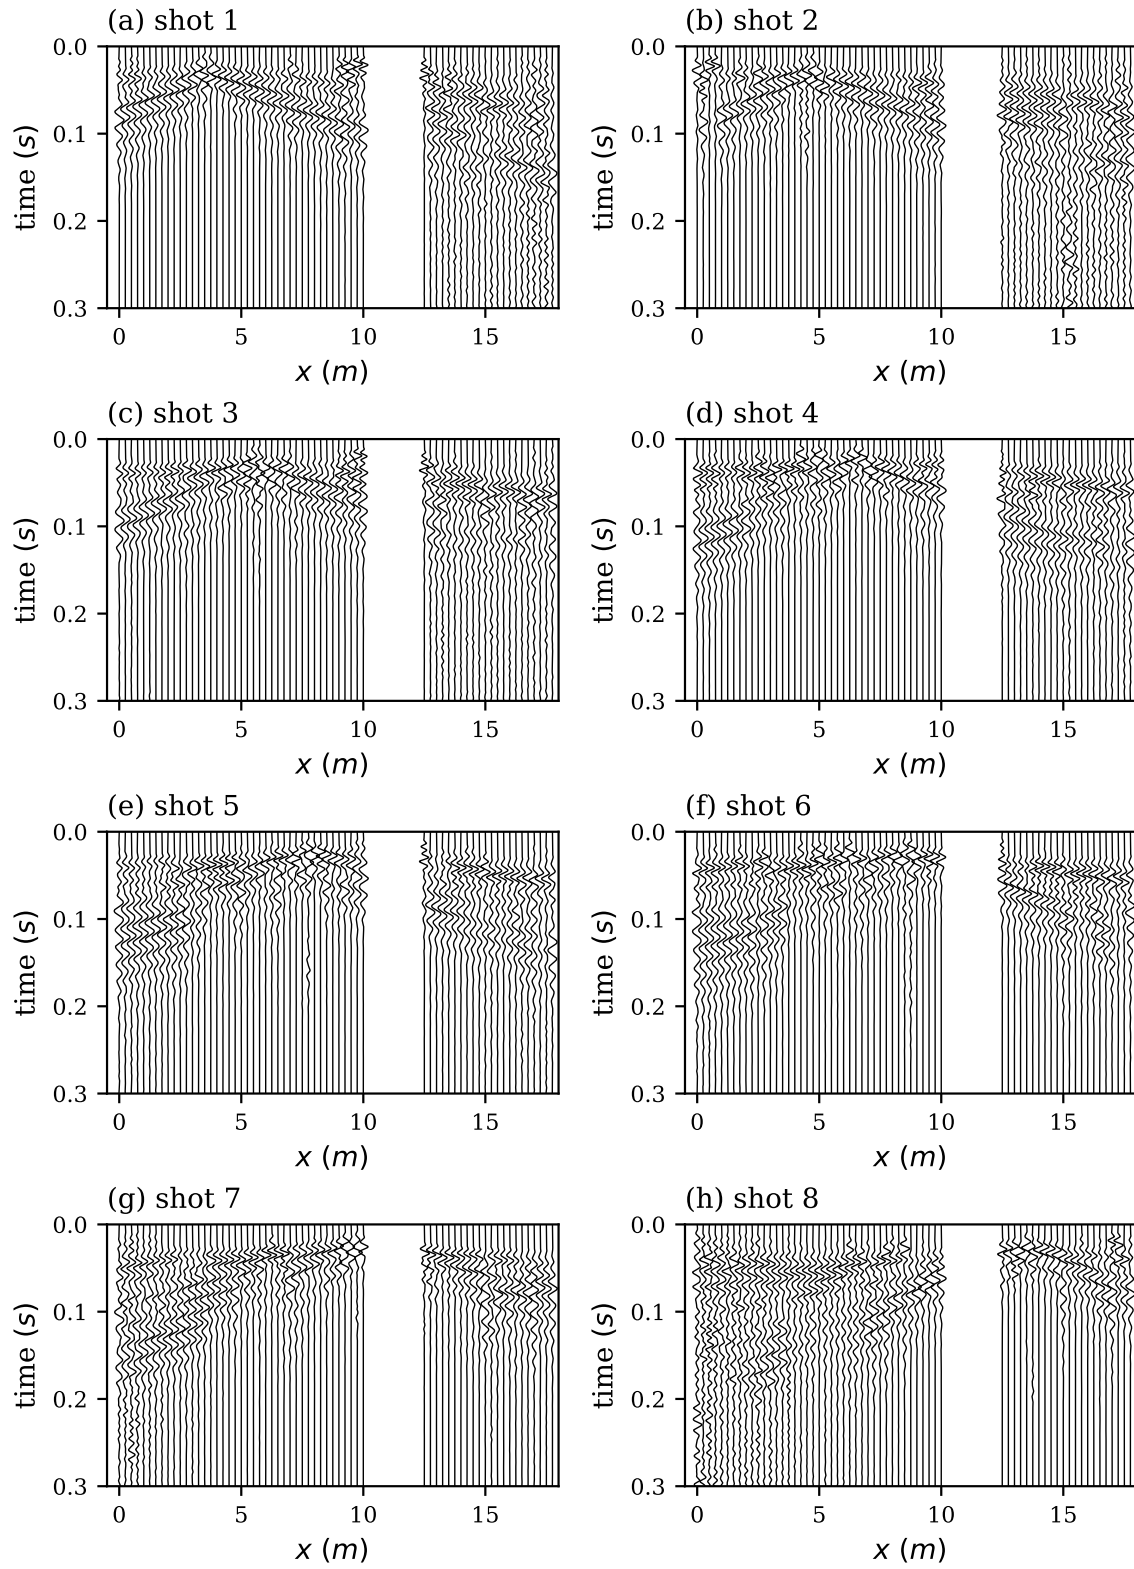 (a) shot 1
(b) shot 2
0.0
0.1
0.2
0.3
time (s)
0 5 10 15
x (m)
0.0
0.1
0.2
0.3
time (s)
0 5 10 15
x (m)
(c) shot 3
(d) shot 4
0.0
0.1
0.2
0.3
time (s)
0 5 10 15
x (m)
0.0
0.1
0.2
0.3
time (s)
0 5 10 15
x (m)
(e) shot 5
(f) shot 6
0.0
0.1
0.2
0.3
time (s)
0 5 10 15
x (m)
0.0
0.1
0.2
0.3
time (s)
0 5 10 15
x (m)
(g) shot 7
(h) shot 8
0.0
0.1
0.2
0.3
time (s)
0 5 10 15
x (m)
0.0
0.1
0.2
0.3
time (s)
0 5 10 15
x (m)